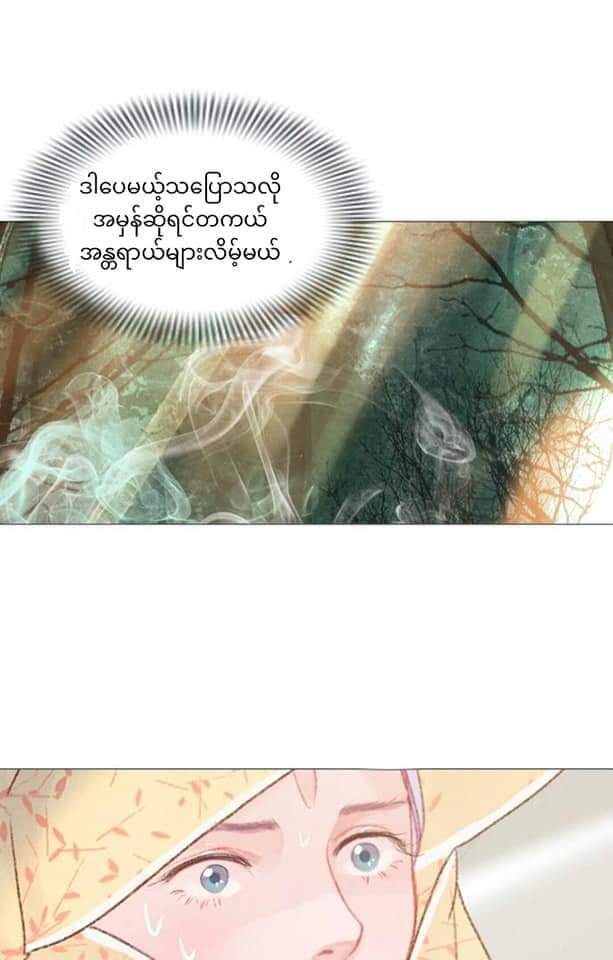 ဒါပေမယ့်သပြောသလို
အမှန်ဆိုရင်တကယ်
အန္တရာယ်များလိမ့်မယ် .